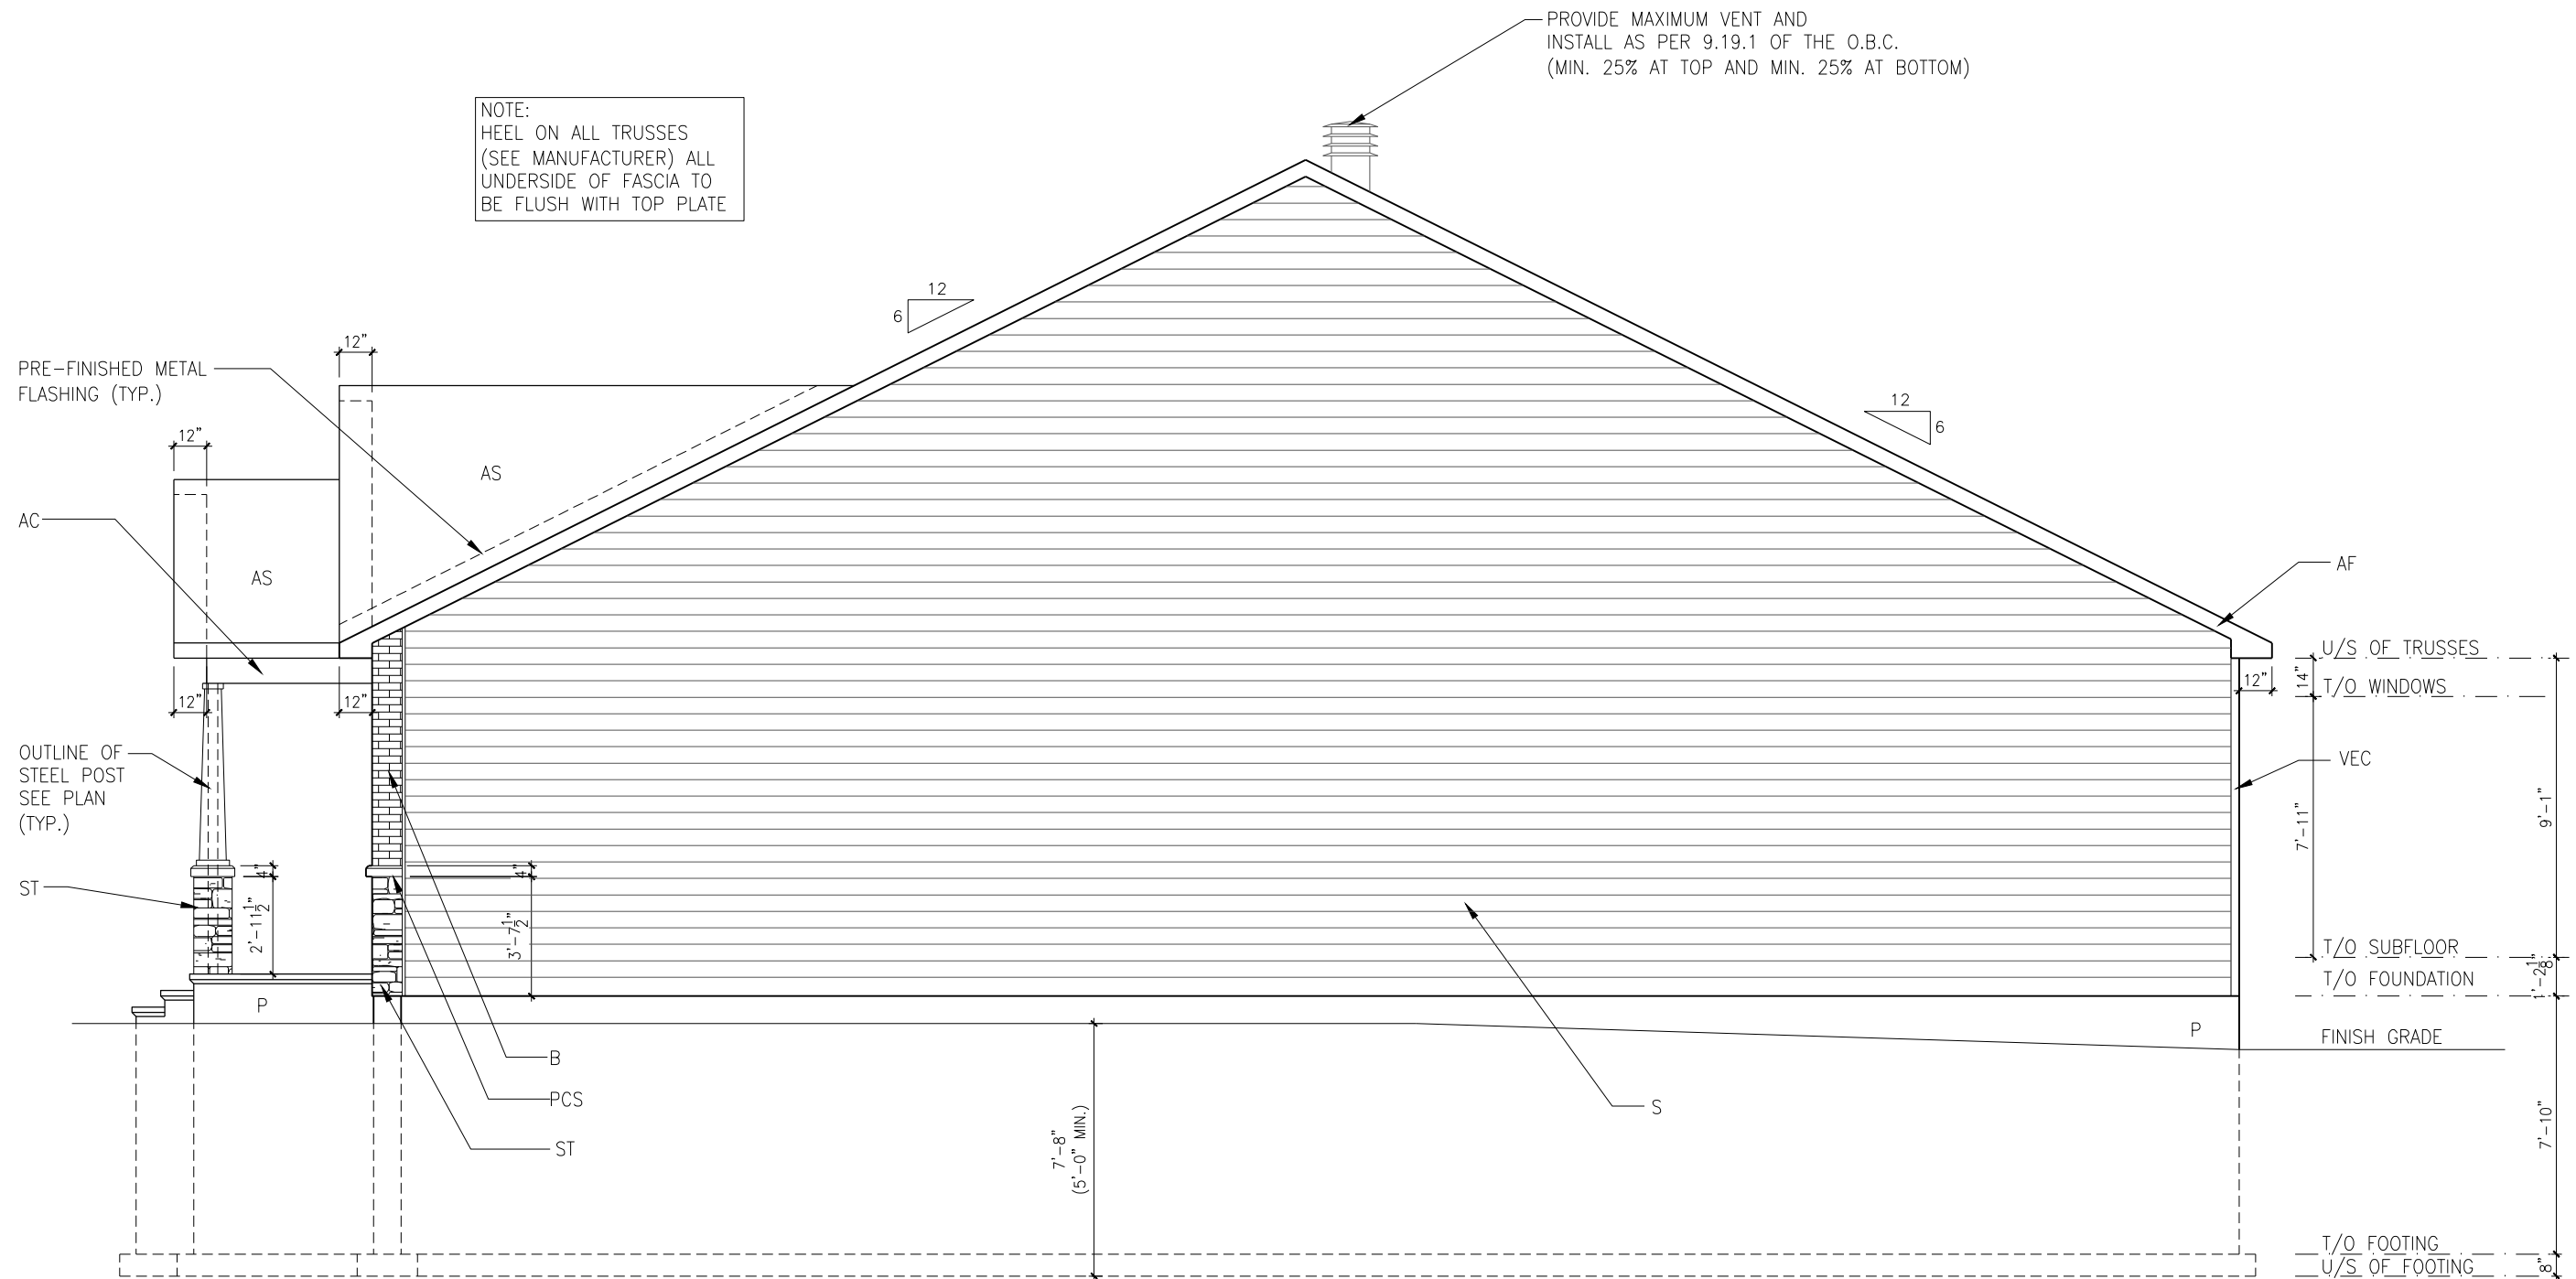 PROVIDE MAXIMUM VENT AND
INSTALL AS PER 9.19.1 OF THE O.B.C.
(MIN. 25% AT TOP AND MIN. 25% AT BOTTOM)
NOTE:
HEEL ON ALL TRUSSES
(SEE MANUFACTURER) ALL
UNDERSIDE OF FASCIA TO
BE FLUSH WITH TOP PLATE
12
6
12
6
12"
PRE-FINISHED METAL
FLASHING (TYP.)
12"
AS
AC
AS
AF
U/S OF TRUSSES
14"
T/O WINDOWS
12"
12"
12"
OUTLINE OF
STEEL POST
SEE PLAN
(TYP.)
VEC
7'-11"
9'-1"
ST
4"
2'-11 1/2"
4"
3'-7 1/2"
T/O SUBFLOOR
1'-2 1/8"
T/O FOUNDATION
P
P
FINISH GRADE
B
PCS
ST
S
7'-8"
(5'-0" MIN.)
7'-10"
T/O FOOTING
U/S OF FOOTING
8"